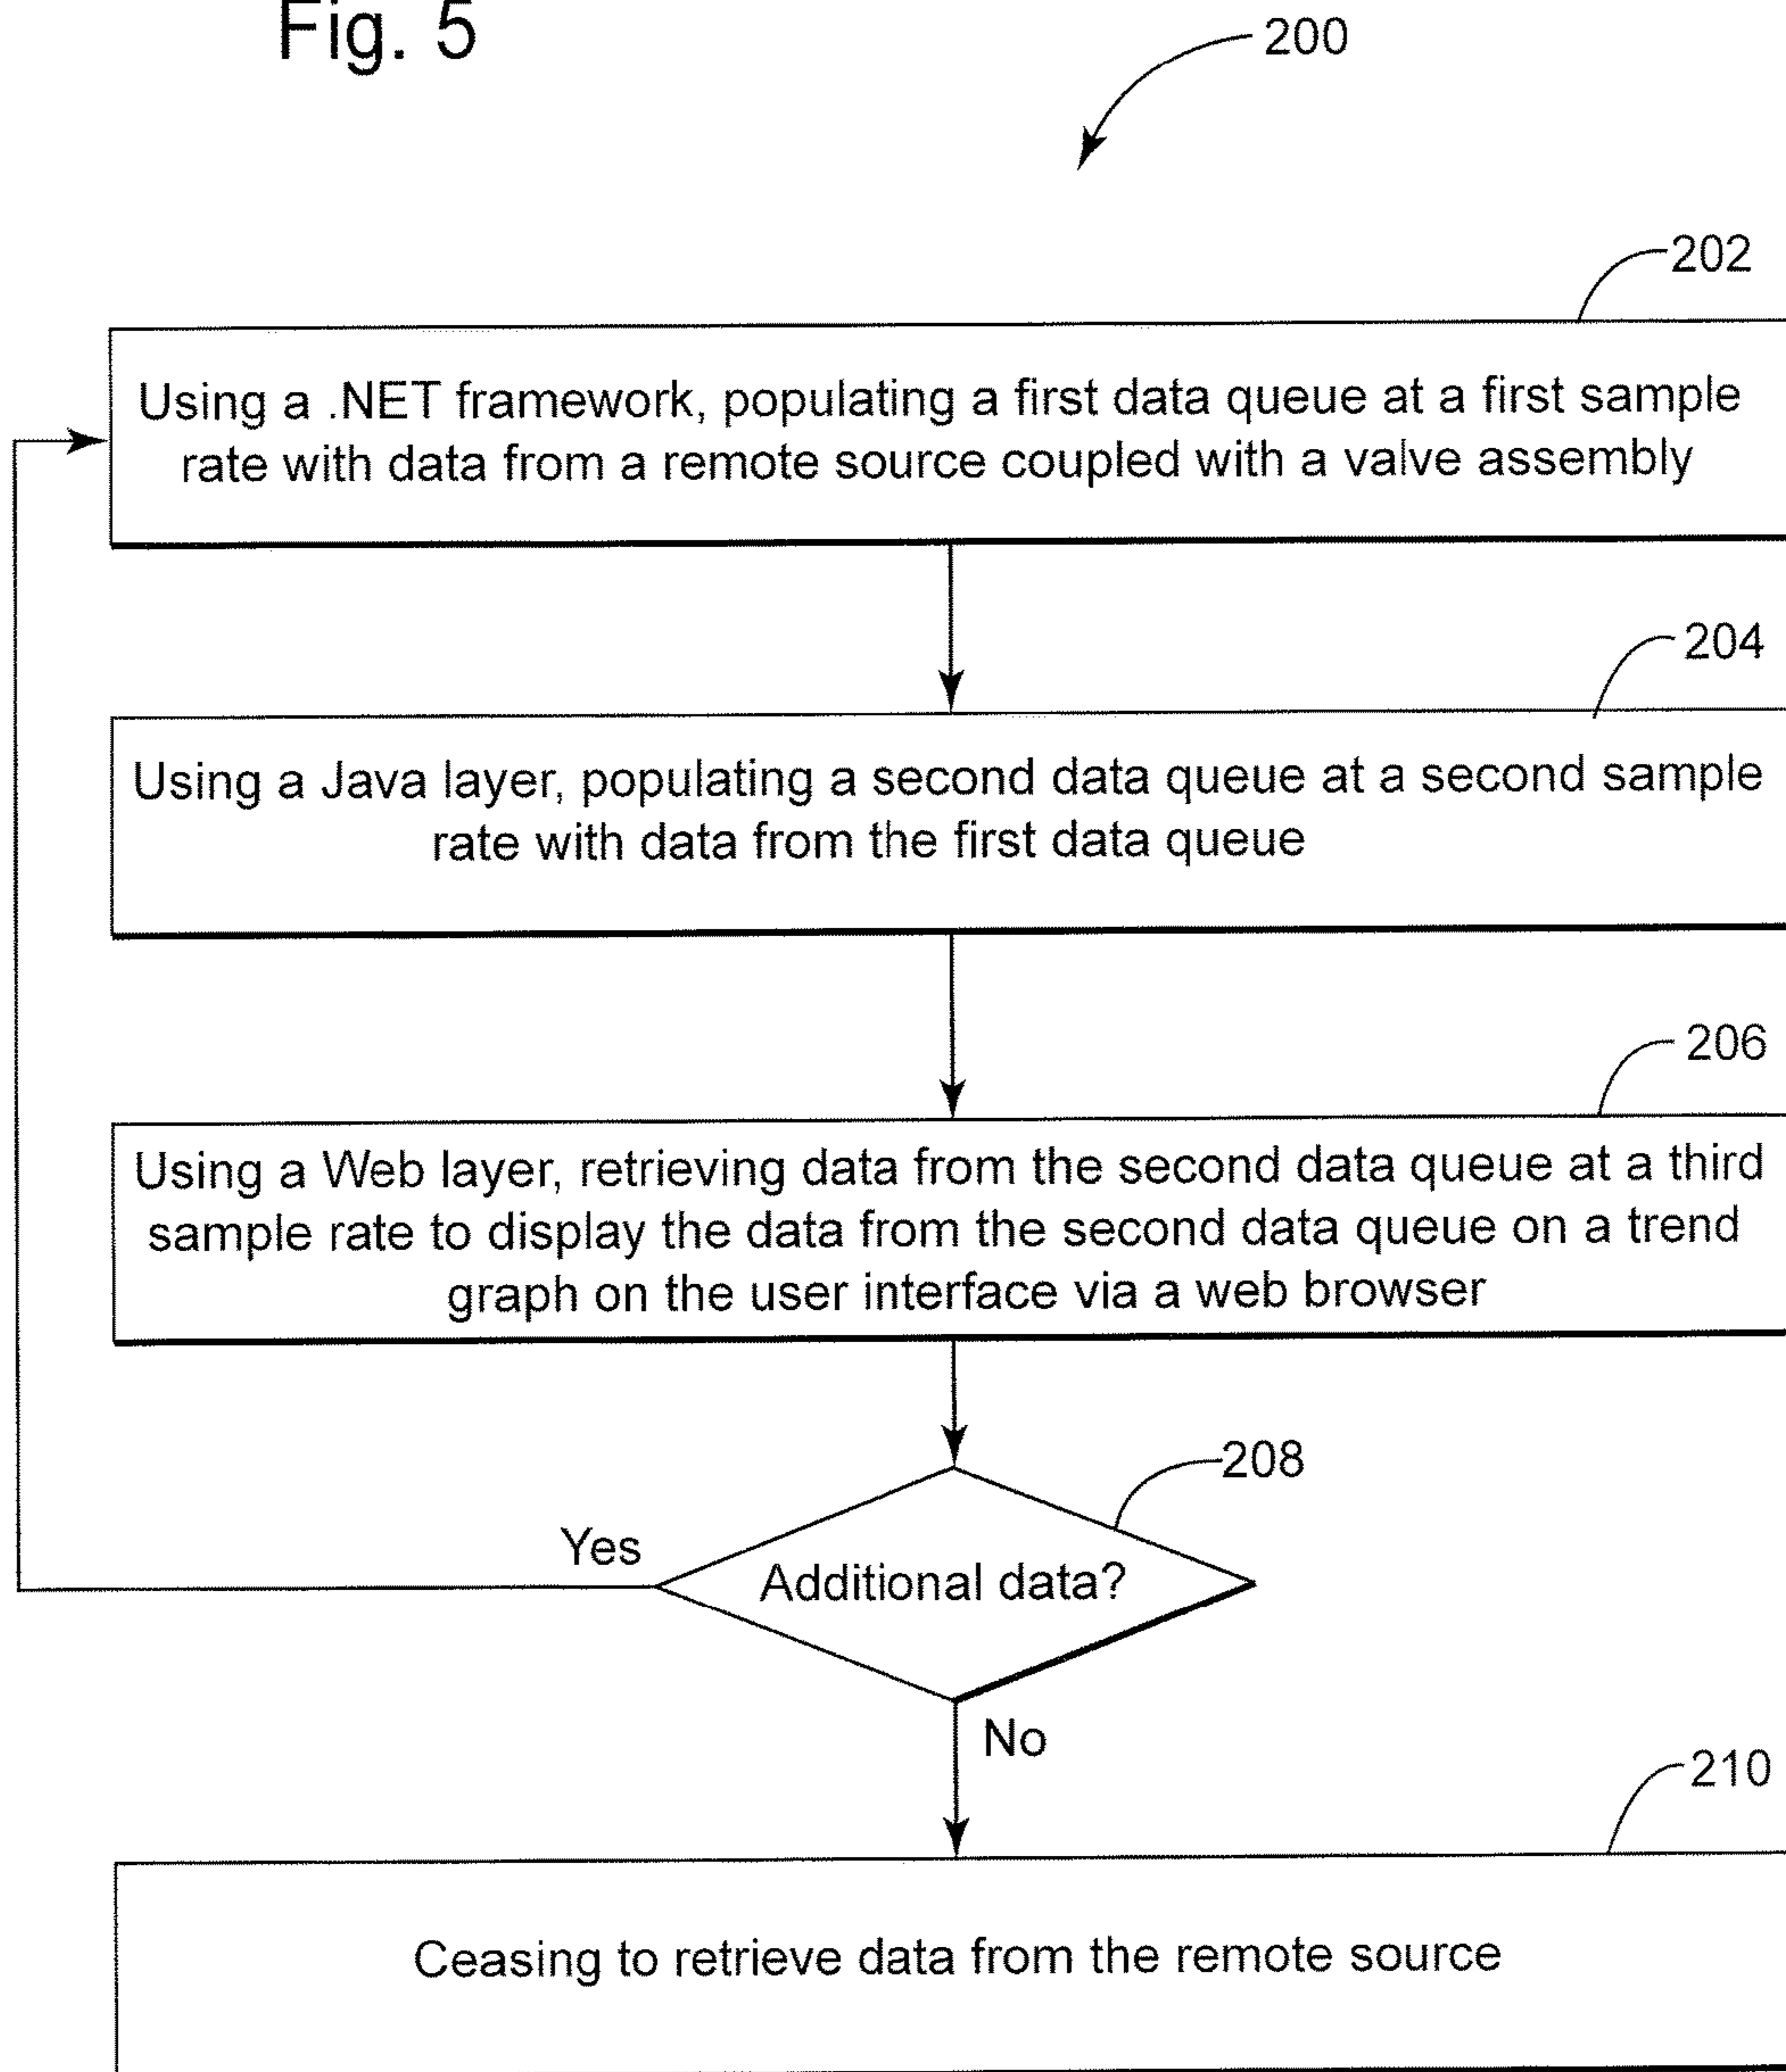 Fig. 5
200
202
Using a .NET framework, populating a first data queue at a first sample
rate with data from a remote source coupled with a valve assembly
204
Using a Java layer, populating a second data queue at a second sample
rate with data from the first data queue
206
Using a Web layer, retrieving data from the second data queue at a third
sample rate to display the data from the second data queue on a trend
graph on the user interface via a web browser
208
Yes
Additional data?
No
210
Ceasing to retrieve data from the remote source